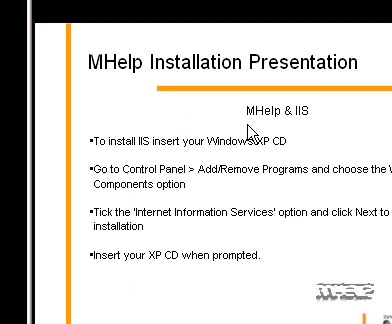 MHelp Installation Presentation
MHelp & IIS
•To install IIS insert your Windows XP CD
•Go to Control Panel > Add/Remove Programs and choose the
Components option
•Tick the 'Internet Information Services' option and click Next to
installation
•Insert your XP CD when prompted.
MHELP